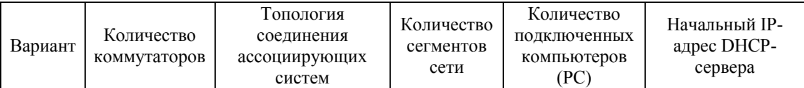 Вариант
Количество
коммутаторов
Топология
соединения
ассоциирующих
систем
Количество
сегментов
сети
Количество
подключенных
компьютеров
(PC)
Начальный IP-
адрес DHCP-
сервера